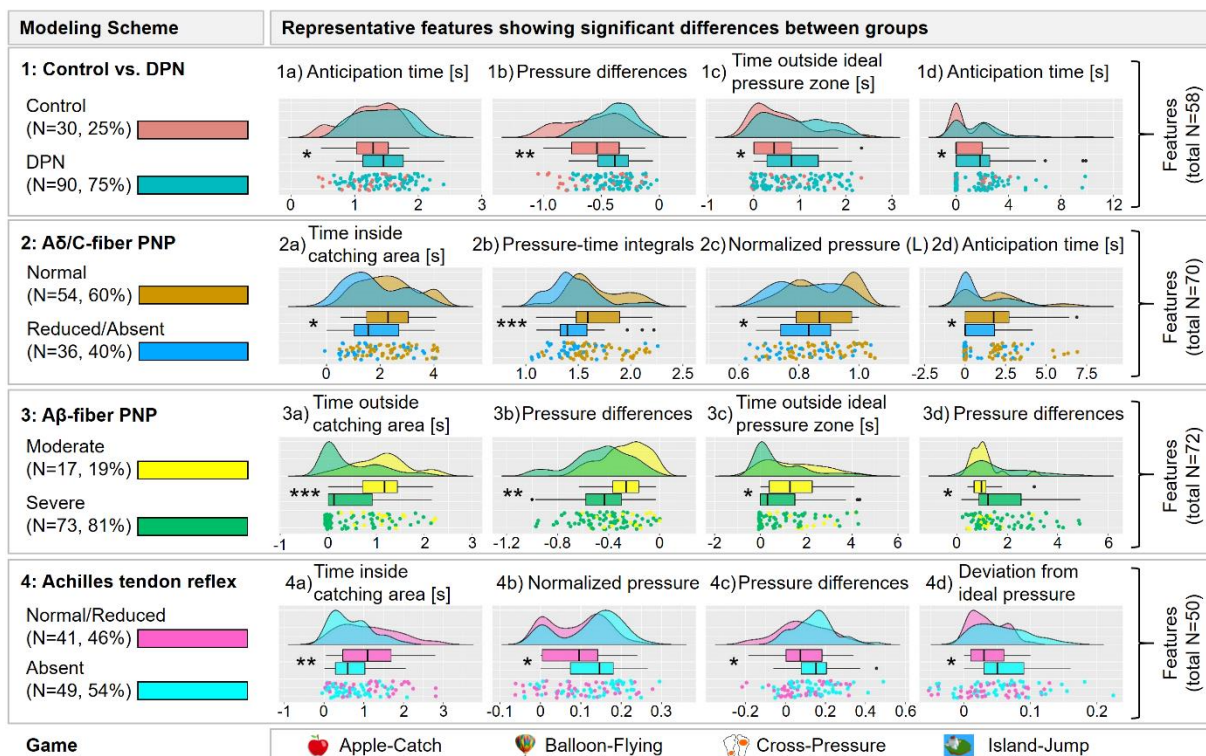 Modeling Scheme
Representative features showing significant differences between groups
1: Control vs. DPN
Control
(N=30, 25%)
DPN
(N=90, 75%)
1a) Anticipation time [s]
*
0 1 2 3
1b) Pressure differences
**
-1.0 -0.5 0
1c) Time outside ideal
pressure zone [s]
*
-1 0 1 2 3
1d) Anticipation time [s]
*
0 4 8 12
Features
(total N=58)
2: Aδ/C-fiber PNP
Normal
(N=54, 60%)
Reduced/Absent
(N=36, 40%)
2a) Time inside
catching area [s]
*
0 2 4
2b) Pressure-time integrals
***
1.0 1.5 2.0 2.5
2c) Normalized pressure (L)
*
0.6 0.8 1.0
2d) Anticipation time [s]
*
-2.5 0 2.5 5.0 7.5
Features
(total N=70)
3: Aβ-fiber PNP
Moderate
(N=17, 19%)
Severe
(N=73, 81%)
3a) Time outside
catching area [s]
***
-1 0 1 2 3
3b) Pressure differences
**
-1.2 -0.8 -0.4 0
3c) Time outside ideal
pressure zone [s]
*
-2 0 2 4 6
3d) Pressure differences
*
0 2 4 6
Features
(total N=72)
4: Achilles tendon reflex
Normal/Reduced
(N=41, 46%)
Absent
(N=49, 54%)
4a) Time inside
catching area [s]
**
-1 0 1 2 3
4b) Normalized pressure
*
-0.1 0 0.1 0.2 0.3
4c) Pressure differences
*
-0.2 0 0.2 0.4 0.6
4d) Deviation from
ideal pressure
*
0 0.1 0.2
Features
(total N=50)
Game
Apple-Catch
Balloon-Flying
Cross-Pressure
Island-Jump